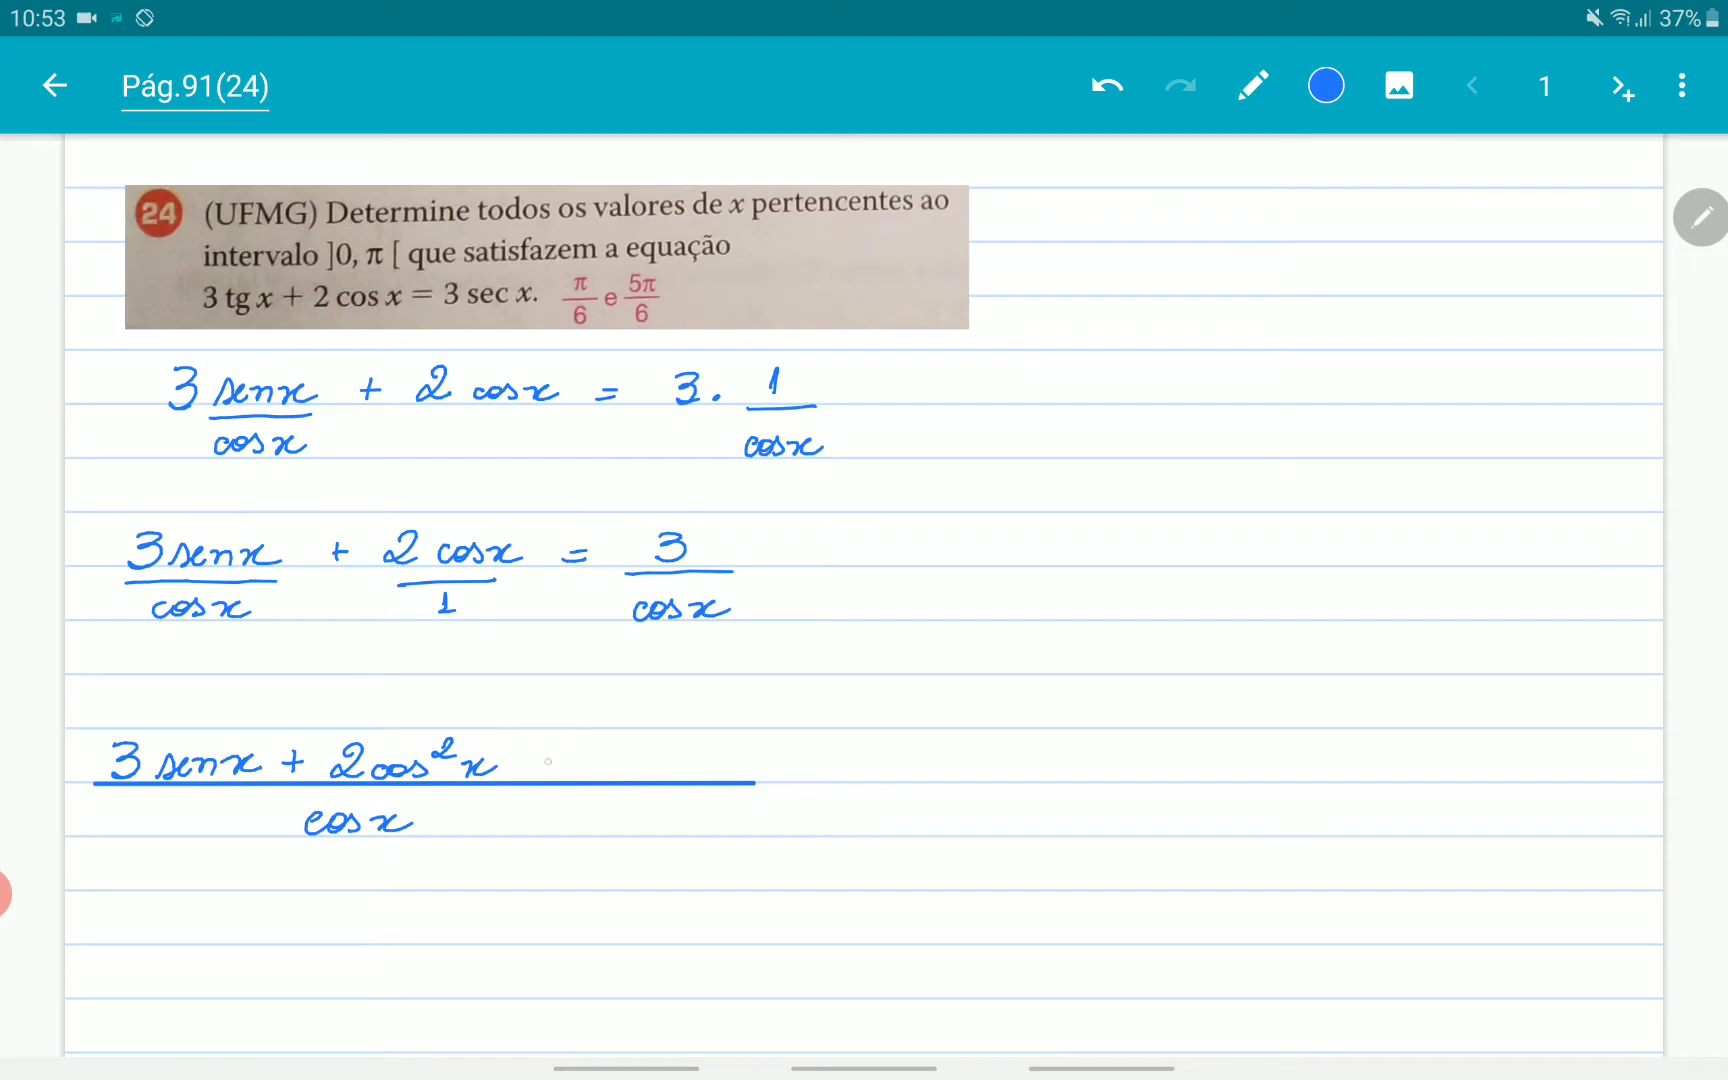 10:53 37%
Pág.91(24) 1
24 (UFMG) Determine todos os valores de x pertencentes ao
intervalo ]0, π [ que satisfazem a equação
3 tg x + 2 cos x = 3 sec x. π/6 e 5π/6
3 senx/cosx + 2 cosx = 3. 1/cosx
3senx/cosx + 2 cosx/1 = 3/cosx
3 senx + 2cos²x
cosx